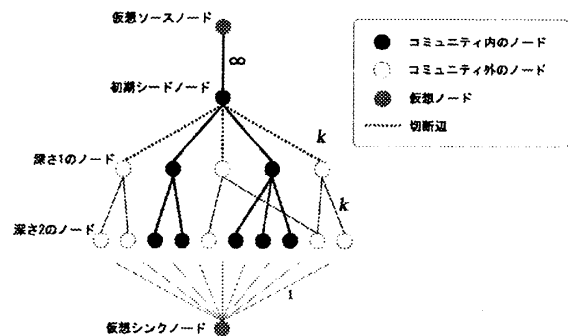 仮想ソースノード
∞
初期シードノード
k
深さ1のノード
k
深さ2のノード
1
仮想シンクノード
コミュニティ内のノード
コミュニティ外のノード
仮想ノード
切断辺